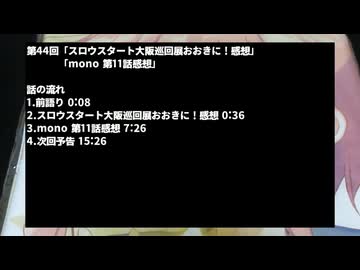 第44回「スロウスタート大阪巡回展おおきに！感想」
「mono 第11話感想」
話の流れ
1.前語り 0:08
2.スロウスタート大阪巡回展おおきに！感想 0:36
3.mono 第11話感想 7:26
4.次回予告 15:26